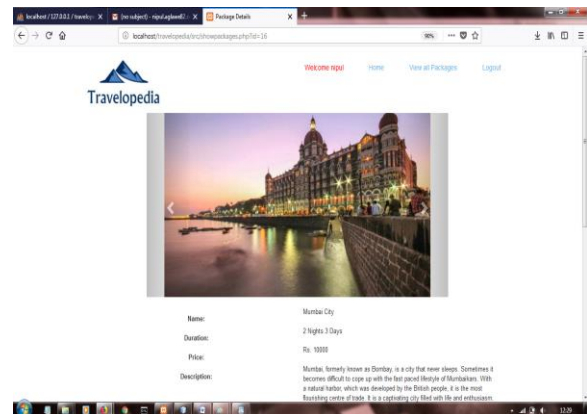 localhost / 127.0.0.1 / travelop
(no subject) - nipul.aglawe82
Package Details
localhost/travelopedia/src/showpackages.php?id=16
90%
Welcome nipul
Home
View all Packages
Logout
Travelopedia
Name:
Mumbai City
Duration:
2 Nights 3 Days
Price:
Rs. 10000
Description:
Mumbai, formerly known as Bombay, is a city that never sleeps. Sometimes it
becomes difficult to cope up with the fast paced lifestyle of Mumbaikars. With
a natural harbor, which was developed by the British people, it is the most
flourishing centre of trade. It is a captivating city filled with life and enthusiasm.
12:29